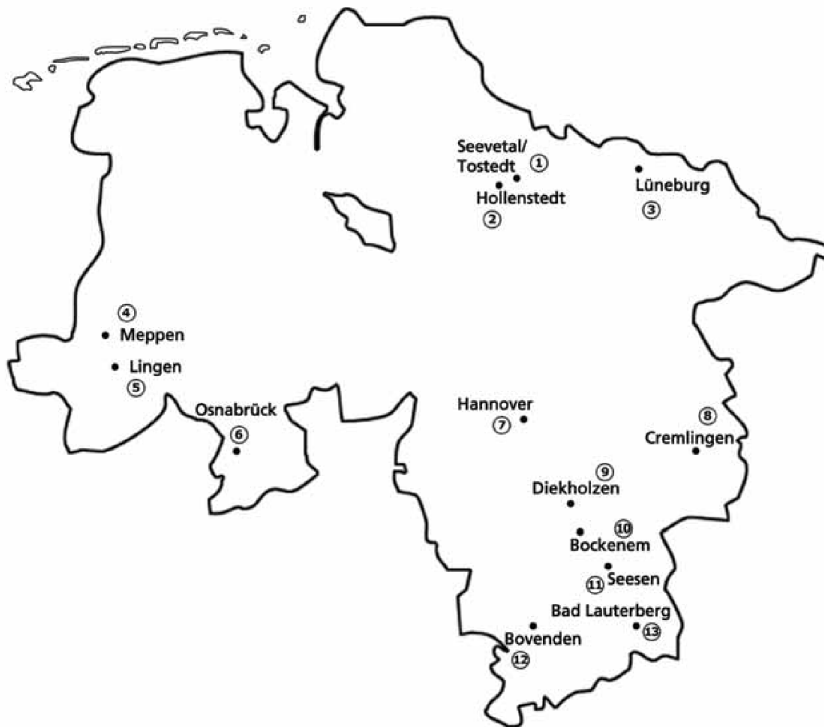 Seevetal/
Tostedt
①
Hollenstedt
②
Lüneburg
③
④
Meppen
Lingen
⑤
Osnabrück
⑥
Hannover
⑦
⑧
Cremlingen
⑨
Diekholzen
⑩
Bockenem
Seesen
⑪
Bad Lauterberg
⑬
Bovenden
⑫